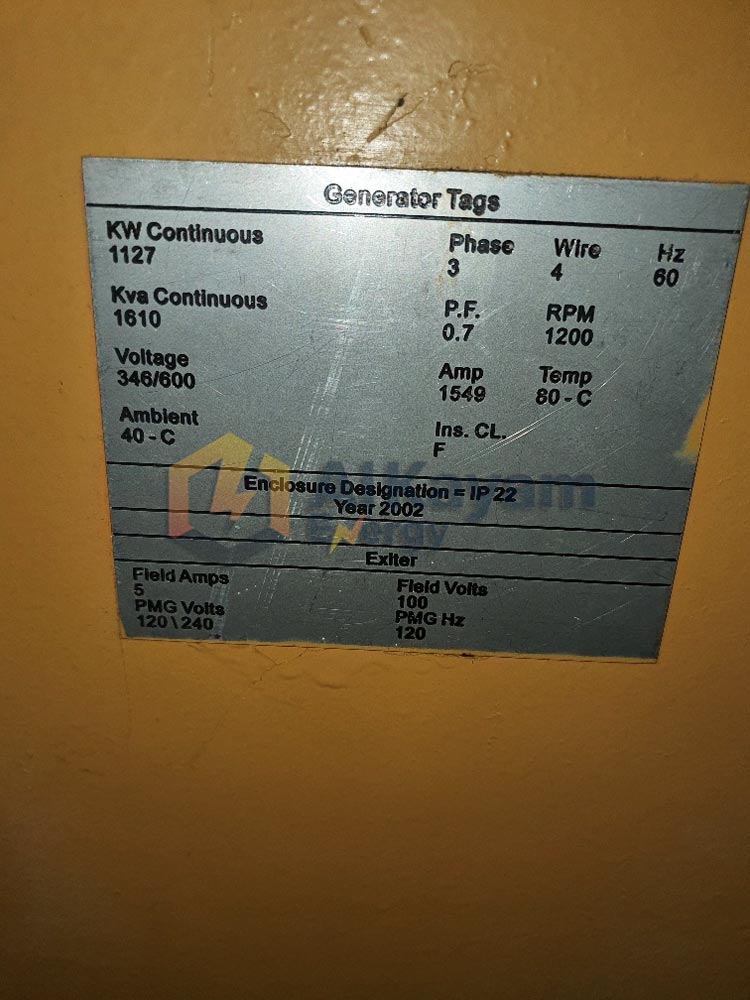 Generator Tags
KW Continuous
1127
Phase Wire Hz
3 4 60
Kva Continuous
1610
P.F. RPM
0.7 1200
Voltage
346/600
Amp Temp
1549 80 - C
Ambient
40 - C
Ins. CL.
F
Enclosure Designation = IP 22
Year 2002
AlKayam
Energy
Exiter
Field Amps Field Volts
5 100
PMG Volts PMG Hz
120\240 120